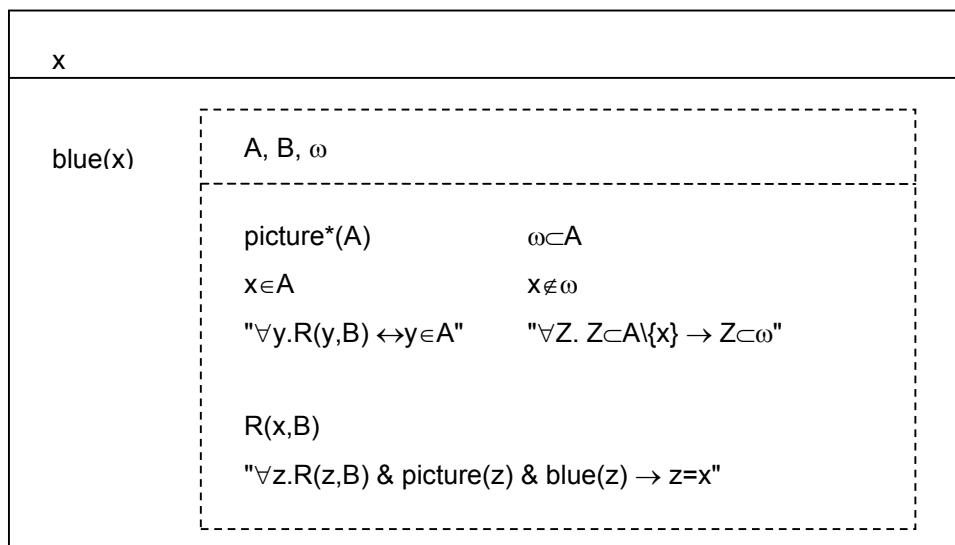 x
blue(x)
A, B, ω
picture*(A) ω⊂A
x∈A x∉ω
"∀y.R(y,B) ↔y∈A" "∀Z. Z⊂A\{x} → Z⊂ω"
R(x,B)
"∀z.R(z,B) & picture(z) & blue(z) → z=x"